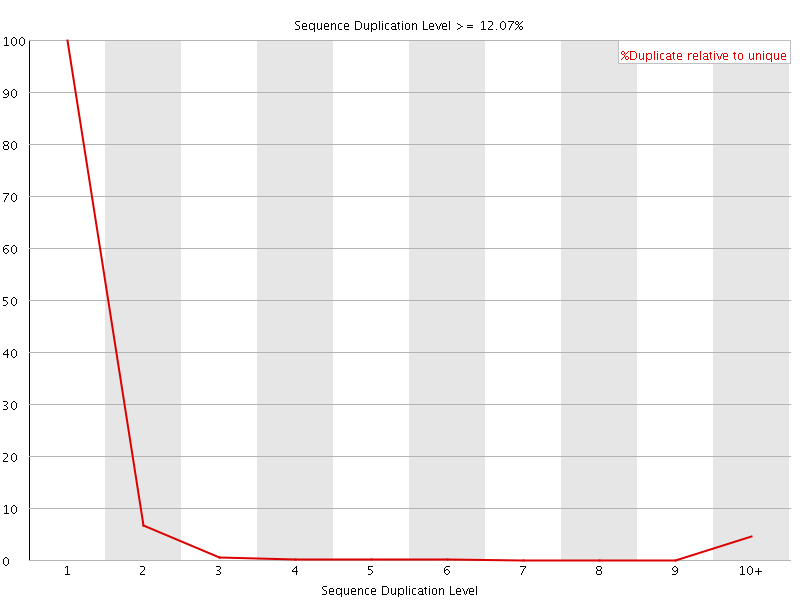 Sequence Duplication Level >= 12.07%
%Duplicate relative to unique
100
90
80
70
60
50
40
30
20
10
0
1 2 3 4 5 6 7 8 9 10+
Sequence Duplication Level